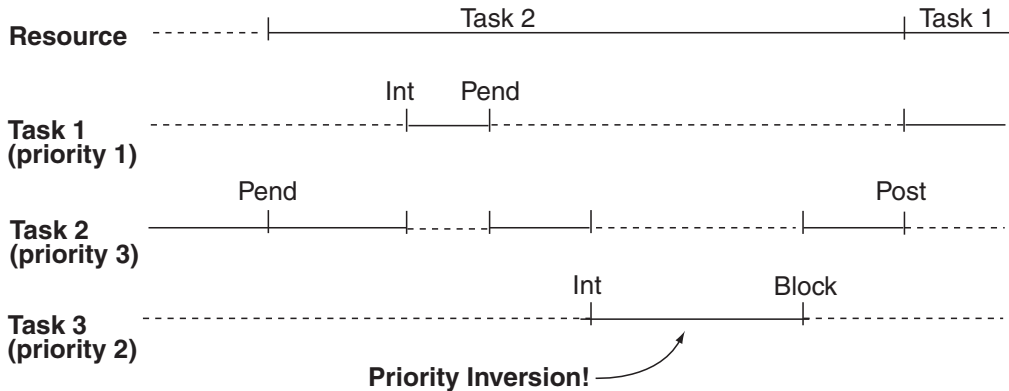 Task 2 Task 1
Resource
Int Pend
Task 1
(priority 1)
Pend Post
Task 2
(priority 3)
Int Block
Task 3
(priority 2)
Priority Inversion!